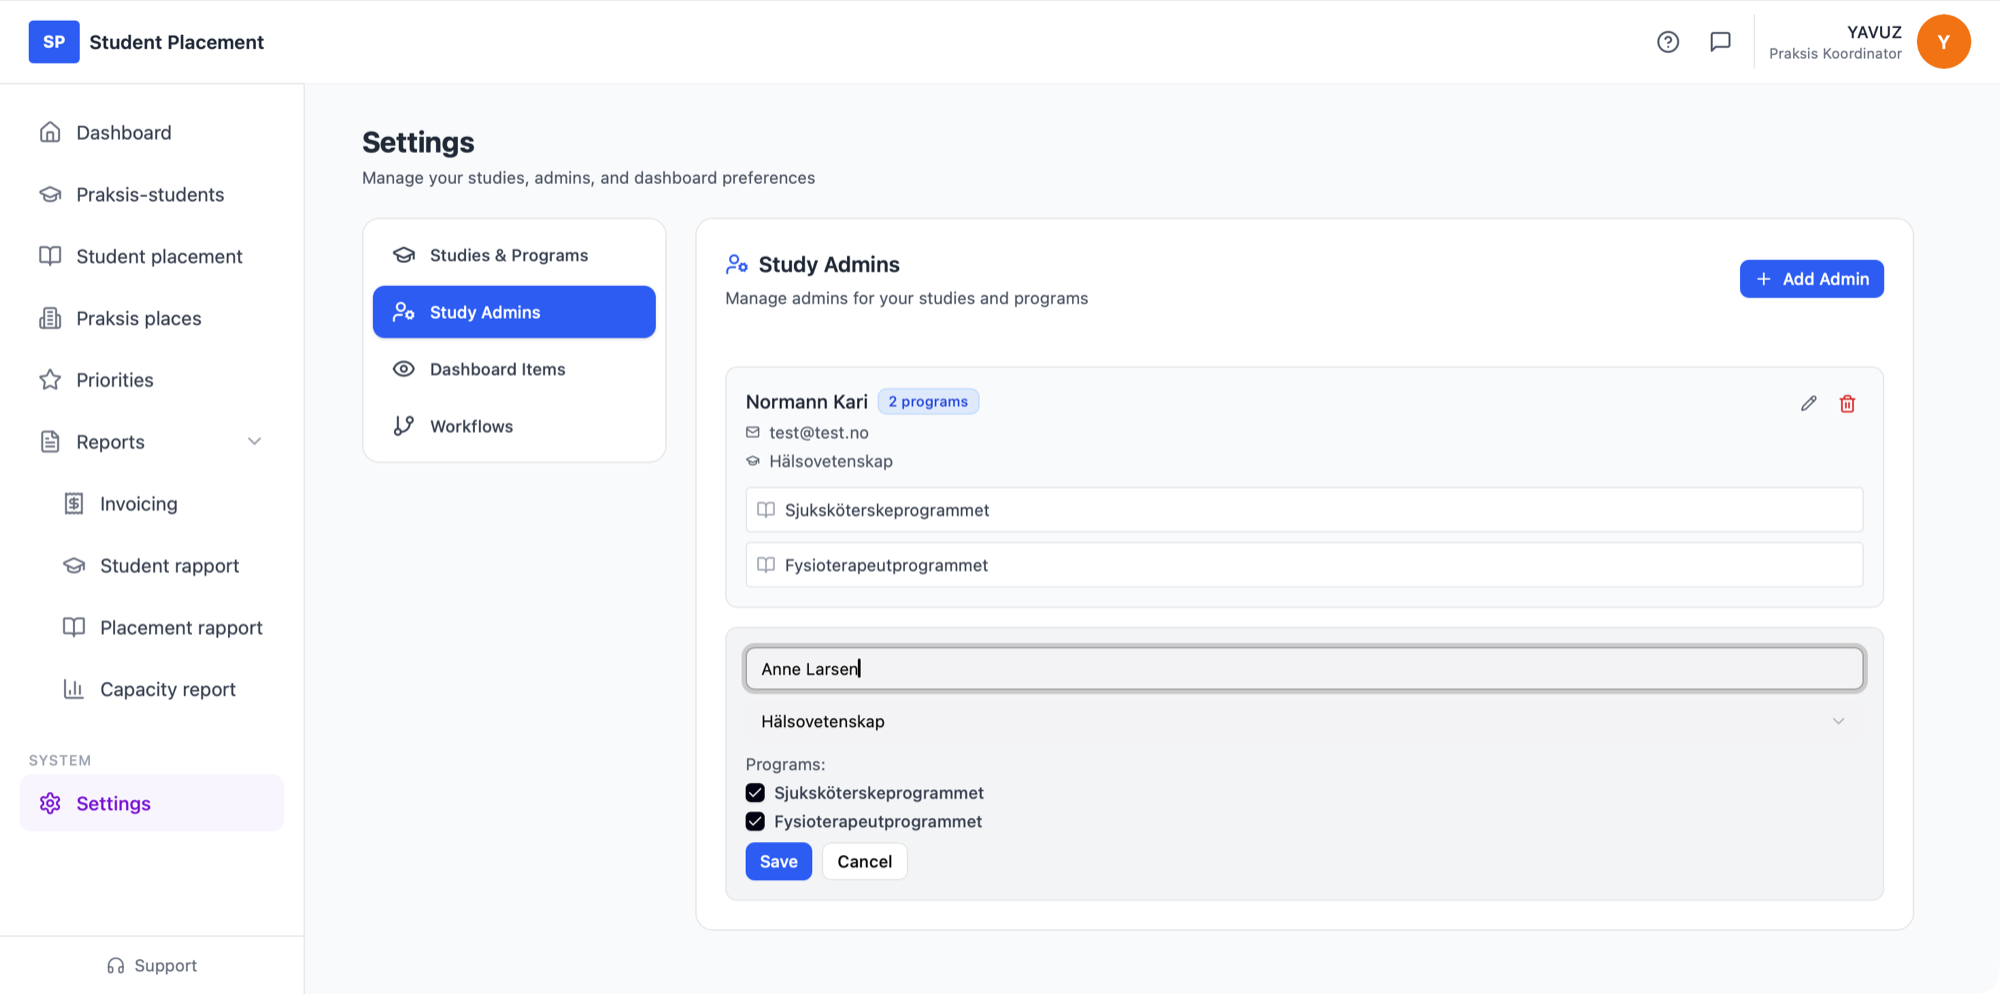 SP Student Placement
YAVUZ
Praksis Koordinator
Y
Dashboard
Praksis-students
Student placement
Praksis places
Priorities
Reports
Invoicing
Student rapport
Placement rapport
Capacity report
SYSTEM
Settings
Support
Settings
Manage your studies, admins, and dashboard preferences
Studies & Programs
Study Admins
Dashboard Items
Workflows
Study Admins
Manage admins for your studies and programs
+ Add Admin
Normann Kari 2 programs
test@test.no
Hälsovetenskap
Sjuksköterskeprogrammet
Fysioterapeutprogrammet
Anne Larsen
Hälsovetenskap
Programs:
Sjuksköterskeprogrammet
Fysioterapeutprogrammet
Save Cancel